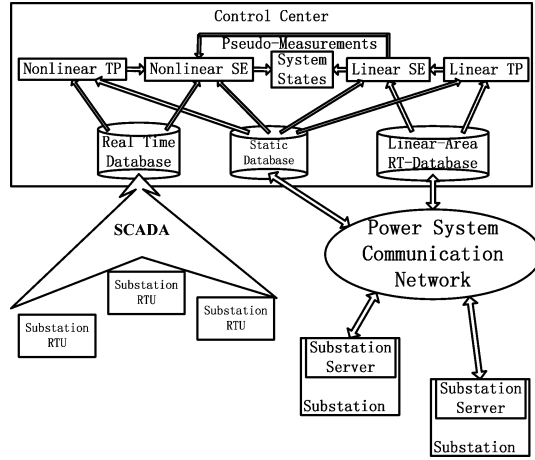 Control Center
Pseudo-Measurements
Nonlinear TP
Nonlinear SE
System
States
Linear SE
Linear TP
Real Time
Database
Static
Database
Linear-Area
RT-Database
SCADA
Power System
Communication
Network
Substation
RTU
Substation
RTU
Substation
RTU
Substation
Server
Substation
Substation
Server
Substation